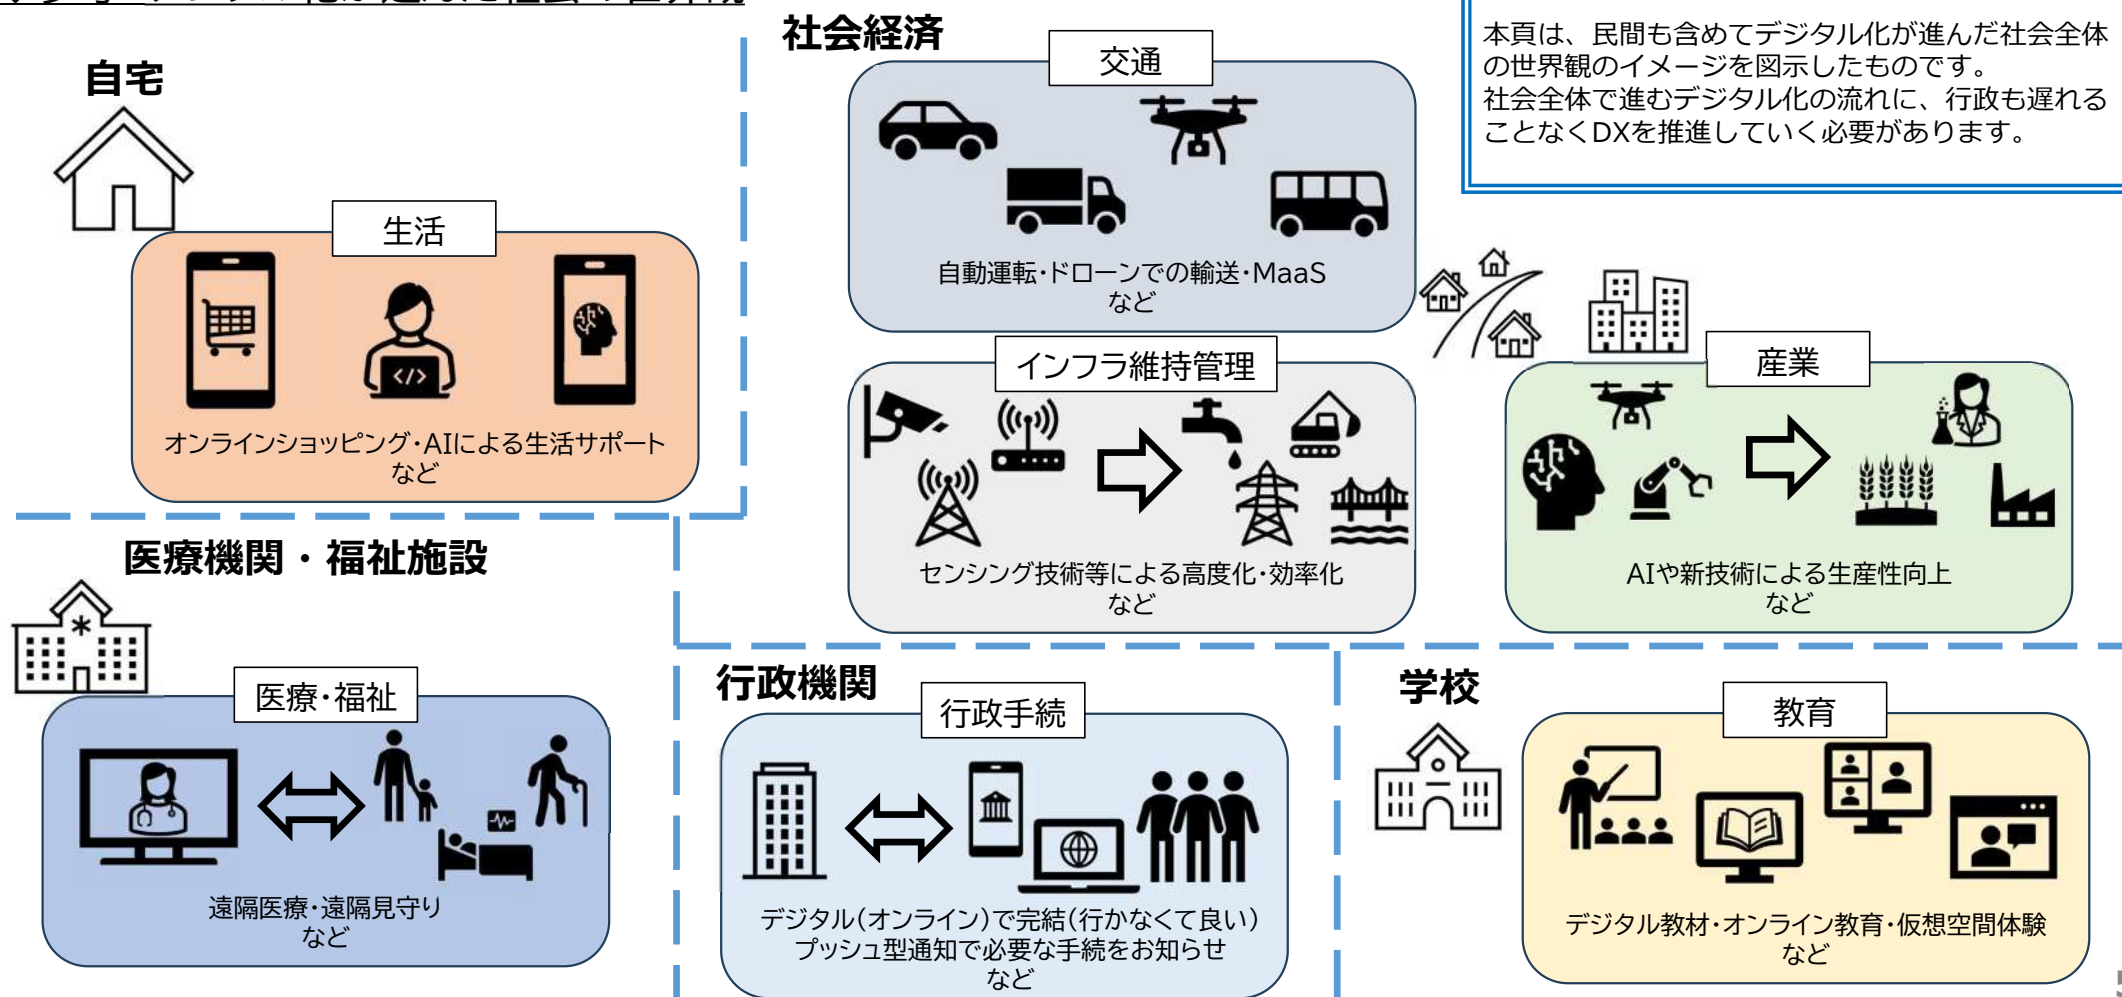 自宅
生活
オンラインショッピング・AIによる生活サポート
など
社会経済
交通
自動運転・ドローンでの輸送・MaaS
など
本頁は、民間も含めてデジタル化が進んだ社会全体
の世界観のイメージを図示したものです。
社会全体で進むデジタル化の流れに、行政も遅れる
ことなくDXを推進していく必要があります。
インフラ維持管理
センシング技術等による高度化・効率化
など
産業
AIや新技術による生産性向上
など
医療機関・福祉施設
医療・福祉
遠隔医療・遠隔見守り
など
行政機関
行政手続
デジタル(オンライン)で完結(行かなくて良い)
プッシュ型通知で必要な手続をお知らせ
など
学校
教育
デジタル教材・オンライン教育・仮想空間体験
など